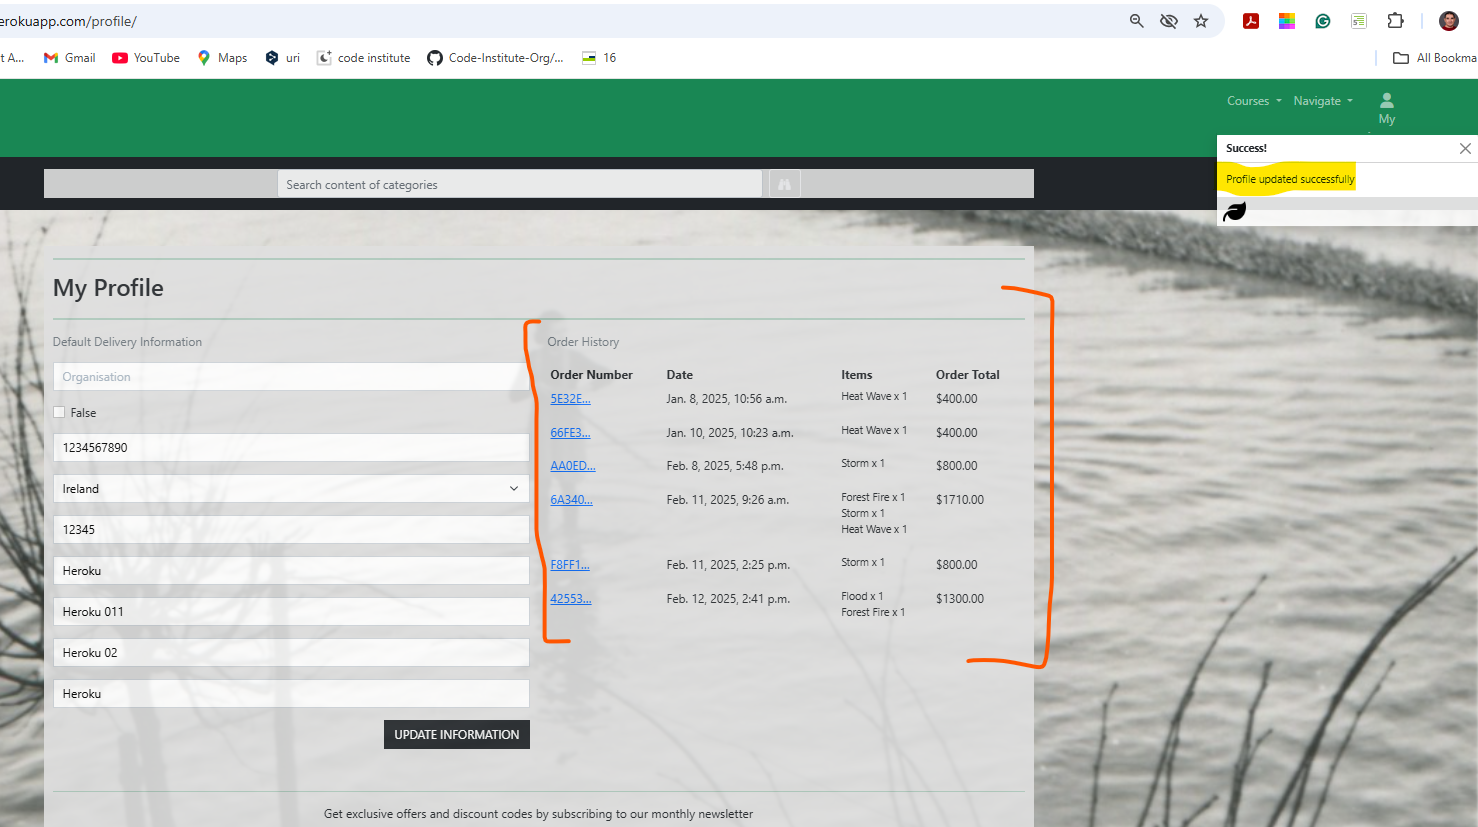 erokuapp.com/profile/
t A...
Gmail
YouTube
Maps
uri
code institute
Code-Institute-Org/...
16
All Bookma
Courses
Navigate
My
Success!
Profile updated successfully
Search content of categories
My Profile
Default Delivery Information
Organisation
False
1234567890
Ireland
12345
Heroku
Heroku 011
Heroku 02
Heroku
UPDATE INFORMATION
Order History
Order Number Date Items Order Total
5E32E... Jan. 8, 2025, 10:56 a.m. Heat Wave x 1 $400.00
66FE3... Jan. 10, 2025, 10:23 a.m. Heat Wave x 1 $400.00
AA0ED... Feb. 8, 2025, 5:48 p.m. Storm x 1 $800.00
6A340... Feb. 11, 2025, 9:26 a.m. Forest Fire x 1 $1710.00
Storm x 1
Heat Wave x 1
F8FF1... Feb. 11, 2025, 2:25 p.m. Storm x 1 $800.00
42553... Feb. 12, 2025, 2:41 p.m. Flood x 1 $1300.00
Forest Fire x 1
Get exclusive offers and discount codes by subscribing to our monthly newsletter